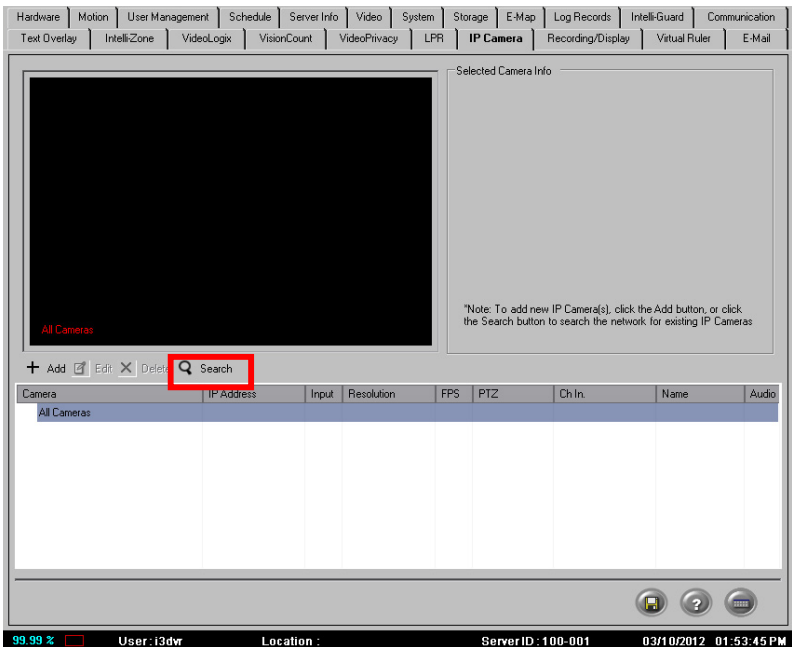 Hardware Motion User Management Schedule Server Info Video System Storage E-Map Log Records Intelli-Guard Communication
Text Overlay Intelli-Zone VideoLogix VisionCount VideoPrivacy LPR IP Camera Recording/Display Virtual Ruler E-Mail
Selected Camera Info
*Note: To add new IP Camera(s), click the Add button, or click
the Search button to search the network for existing IP Cameras
All Cameras
+ Add Edit Delete Search
Camera IP Address Input Resolution FPS PTZ Ch In. Name Audio
All Cameras
?
99.99 % User:i3dvr Location : Server ID : 100-001 03/10/2012 01:53:45 PM